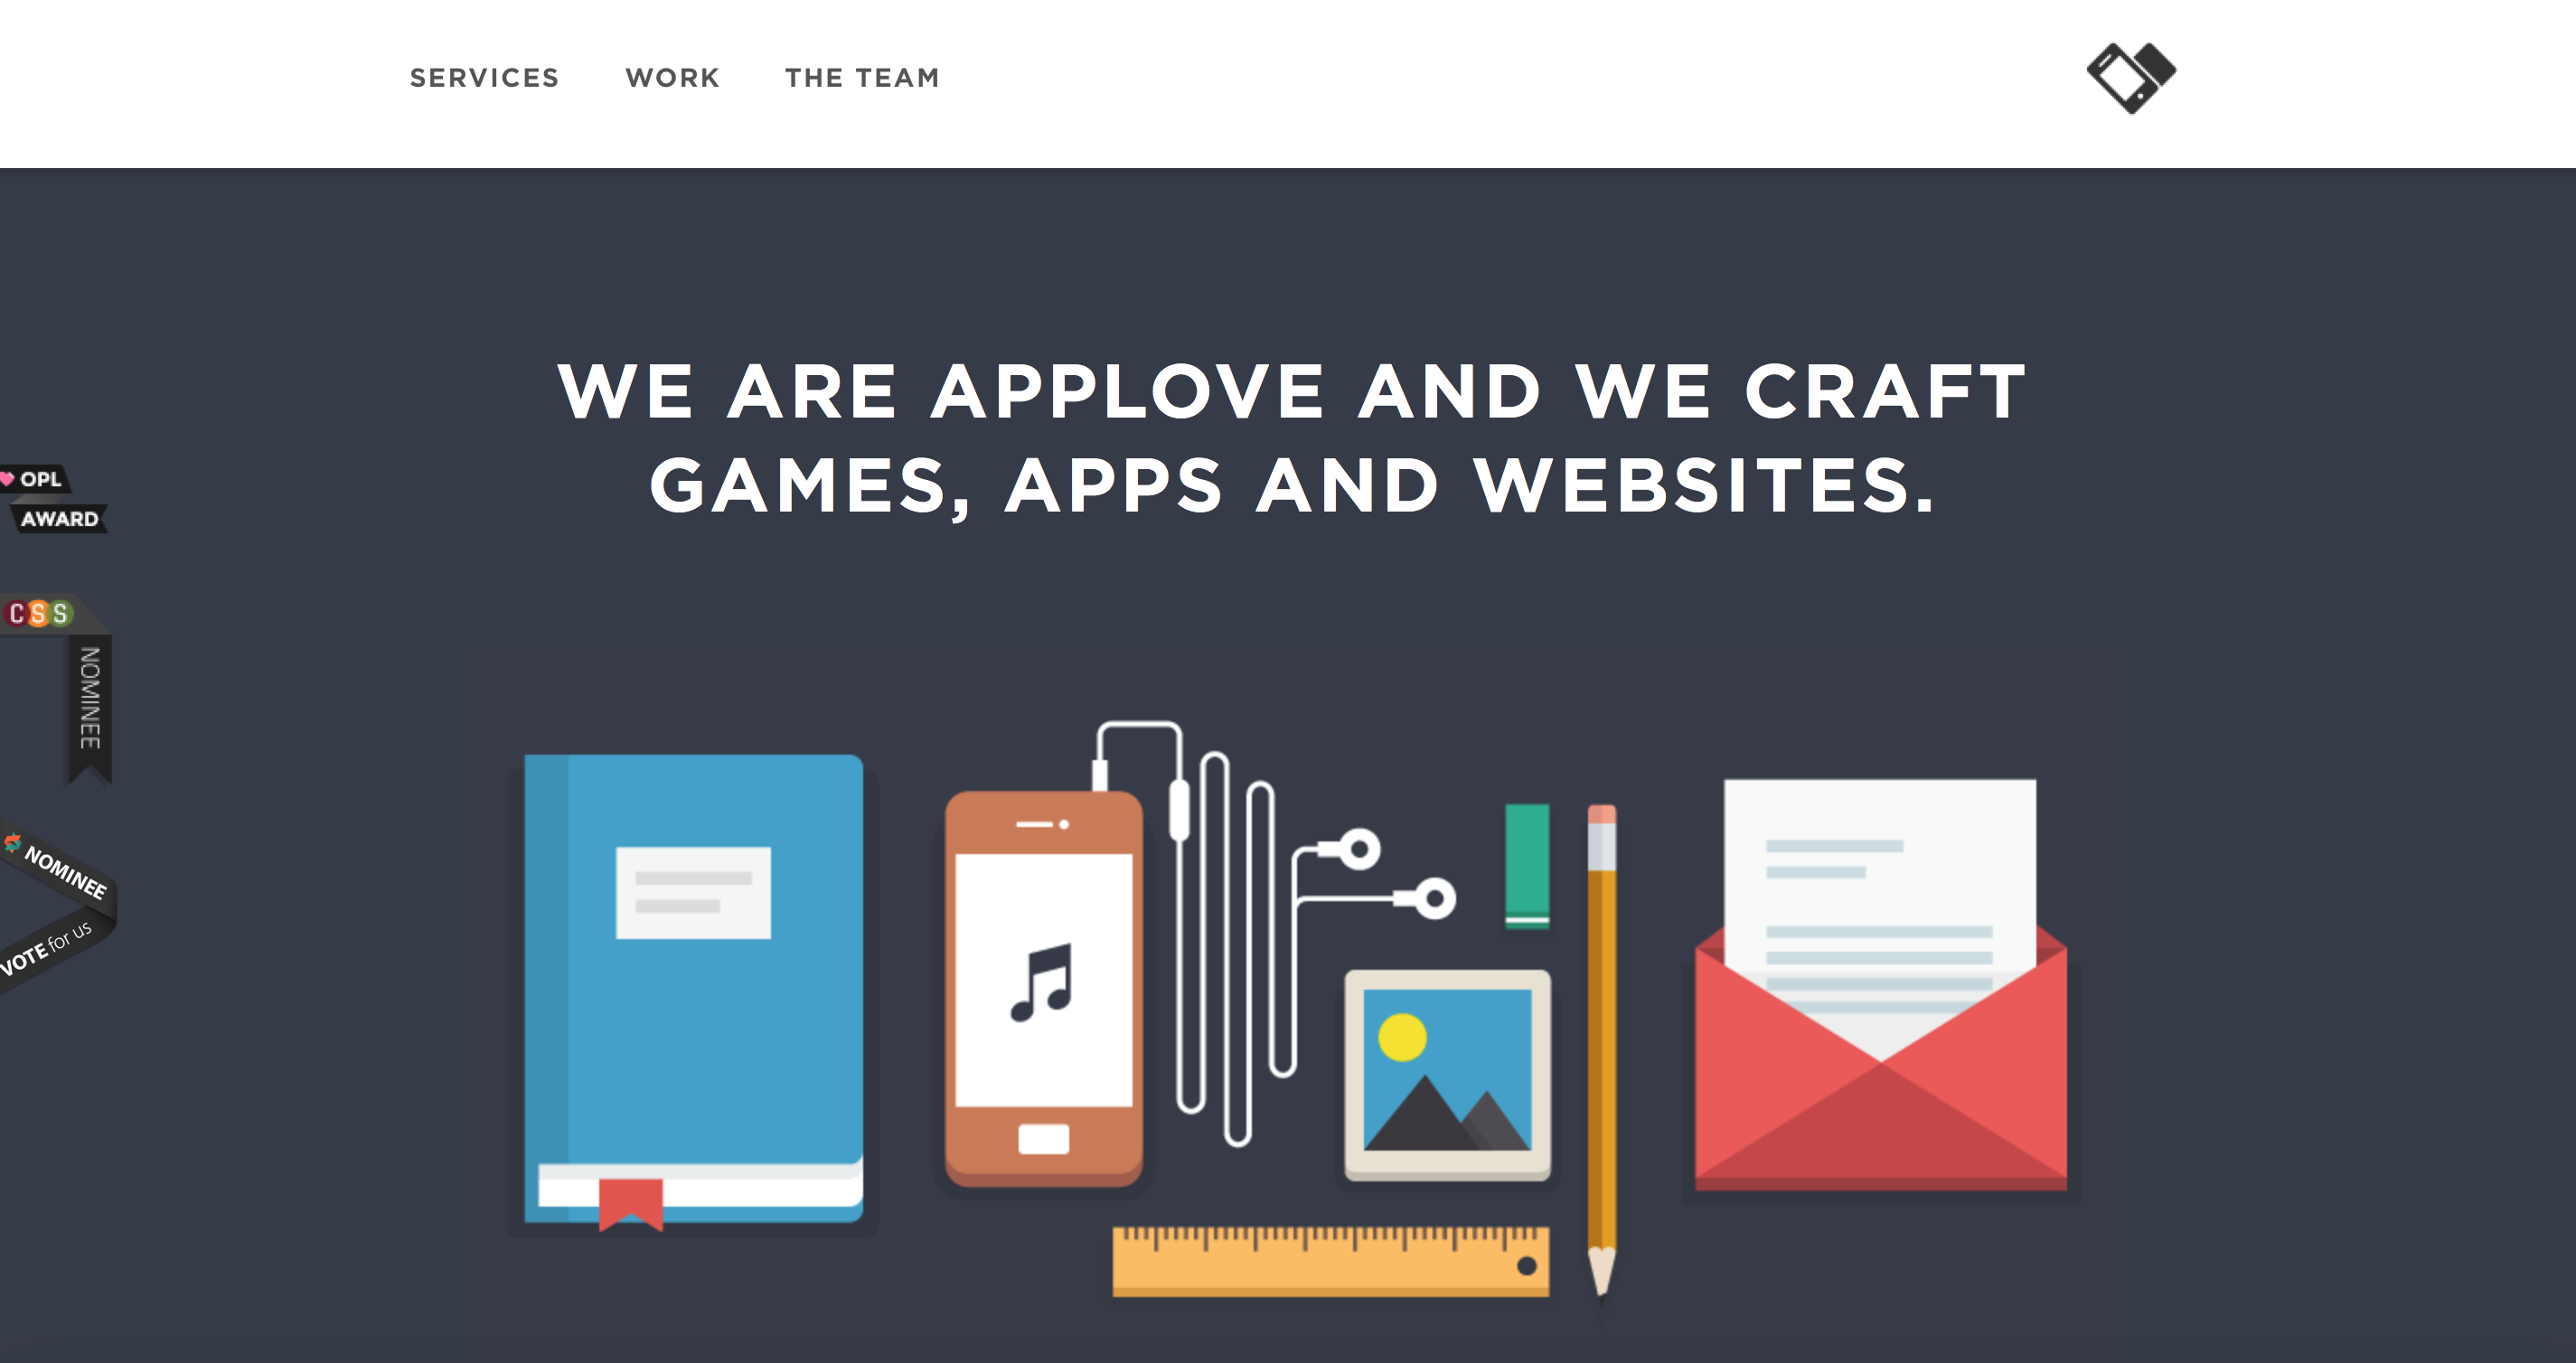 SERVICES WORK THE TEAM
WE ARE APPLOVE AND WE CRAFT
GAMES, APPS AND WEBSITES.
OPL
AWARD
CSS
NOMINEE
NOMINEE
VOTE for us